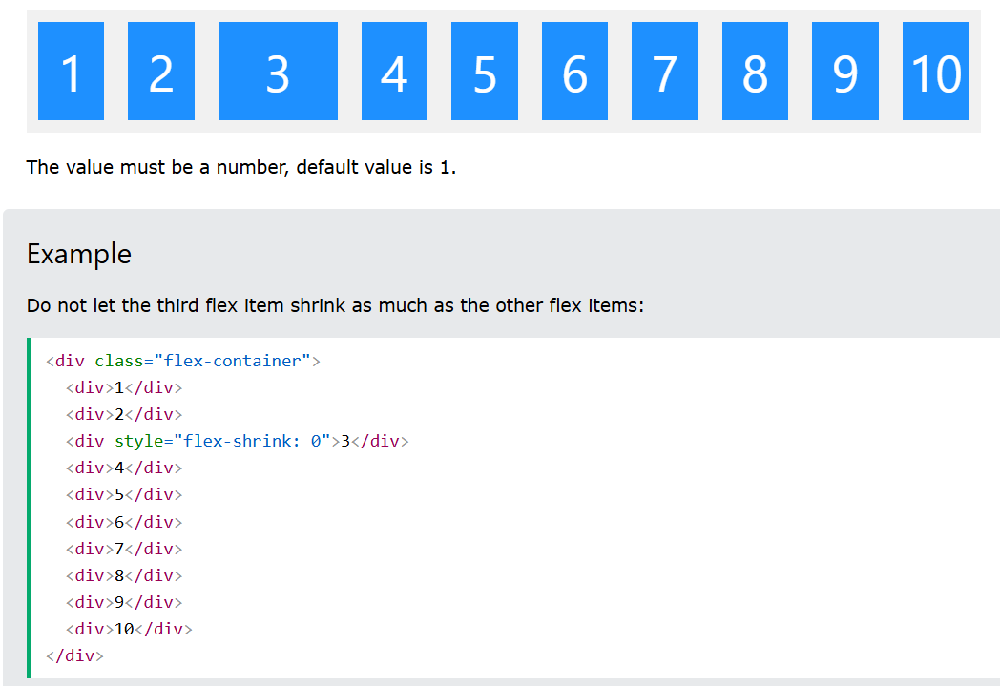 1 2 3 4 5 6 7 8 9 10
The value must be a number, default value is 1.
Example
Do not let the third flex item shrink as much as the other flex items:
<div class="flex-container">
  <div>1</div>
  <div>2</div>
  <div style="flex-shrink: 0">3</div>
  <div>4</div>
  <div>5</div>
  <div>6</div>
  <div>7</div>
  <div>8</div>
  <div>9</div>
  <div>10</div>
</div>